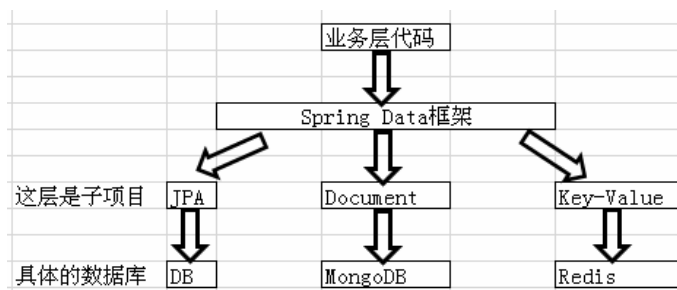 业务层代码
Spring Data框架
这层是子项目 JPA Document Key-Value
具体的数据库 DB MongoDB Redis